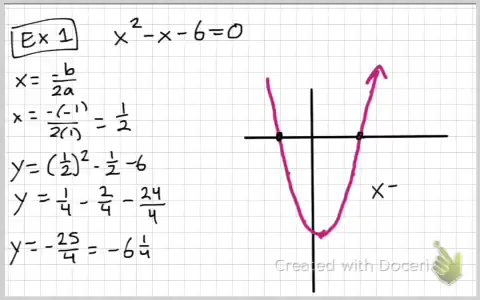 Ex 1 x² - x - 6 = 0
x = -b/2a
x = -(-1)/2(1) = 1/2
y = (1/2)² - 1/2 - 6
y = 1/4 - 2/4 - 24/4
y = -25/4 = -6 1/4
x -
Created with Doceri